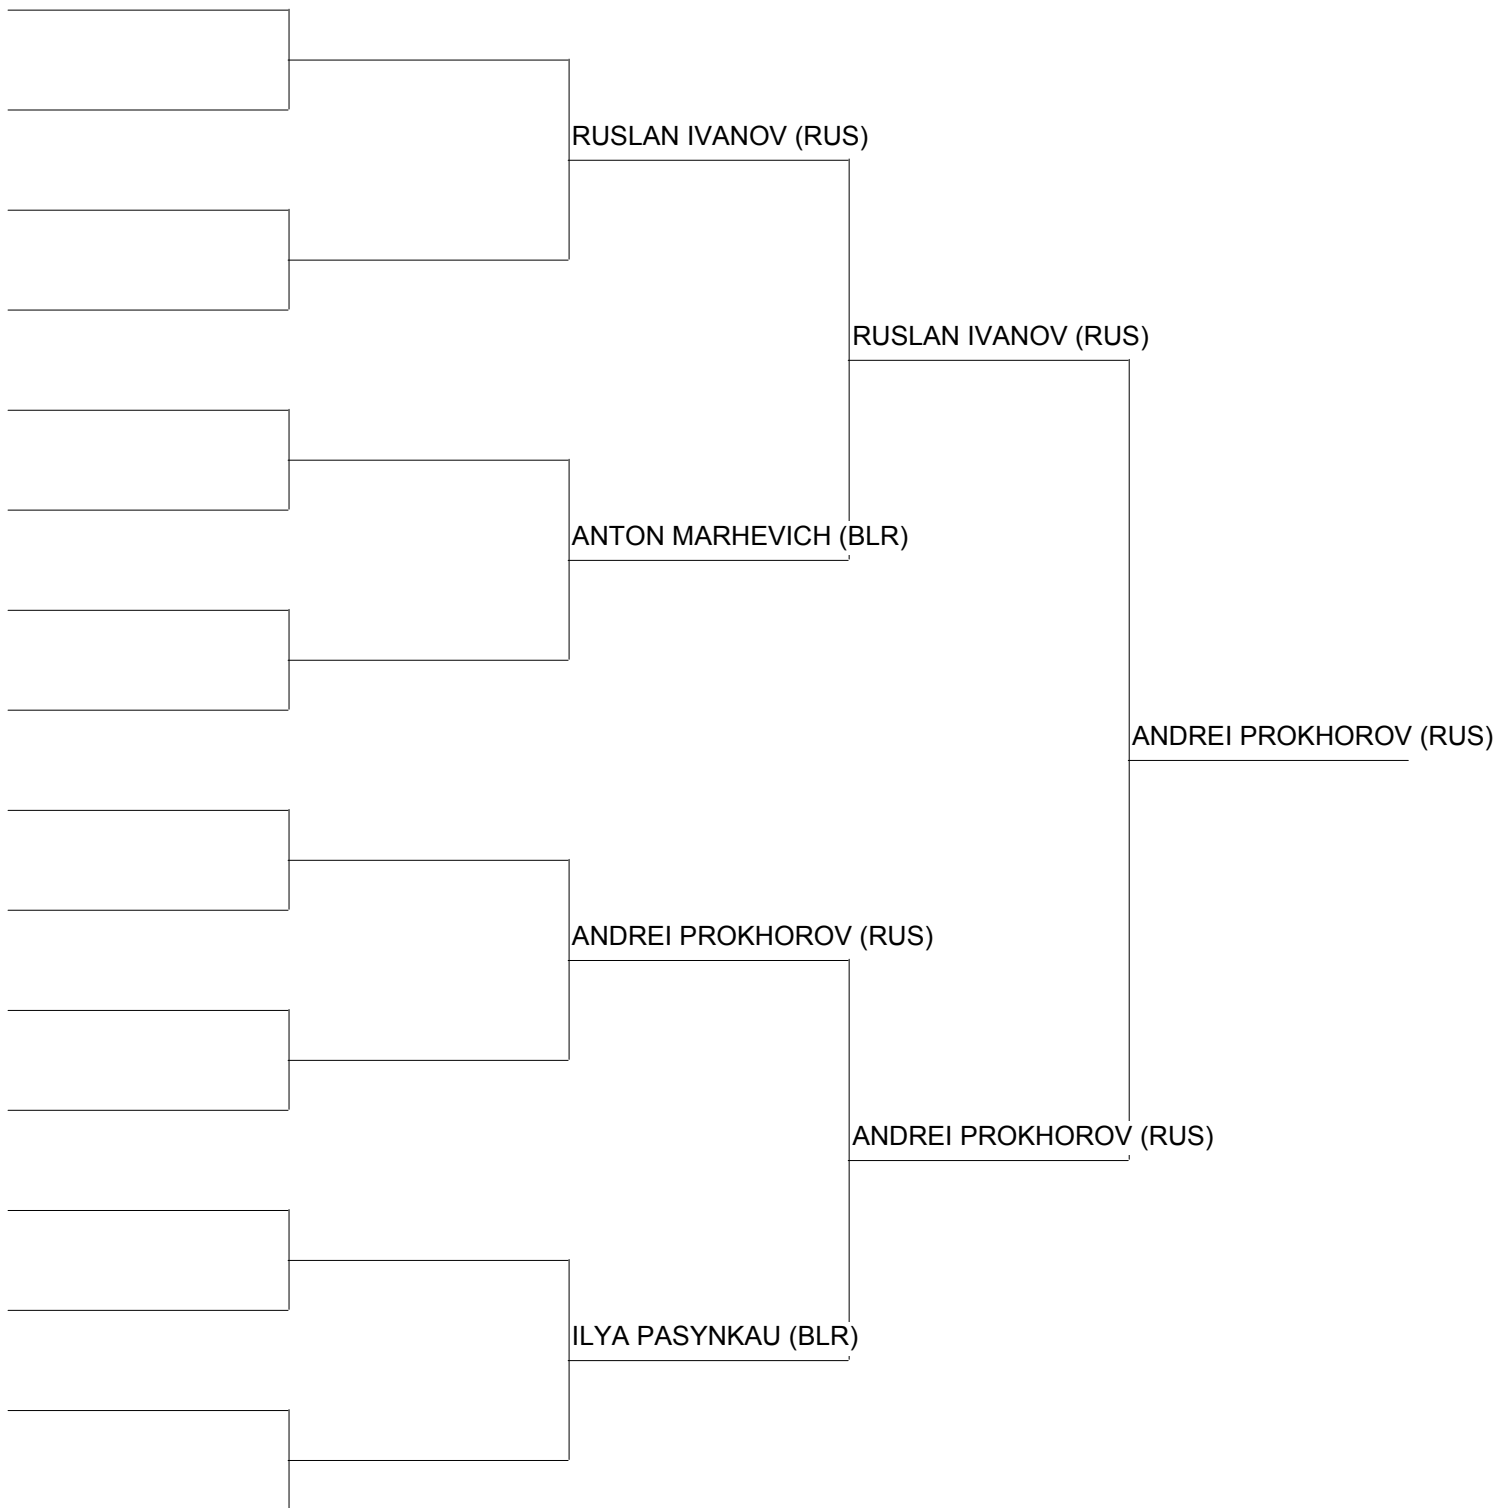 RUSLAN IVANOV (RUS)
RUSLAN IVANOV (RUS)
ANTON MARHEVICH (BLR)
ANDREI PROKHOROV (RUS)
ANDREI PROKHOROV (RUS)
ANDREI PROKHOROV (RUS)
ILYA PASYNKAU (BLR)